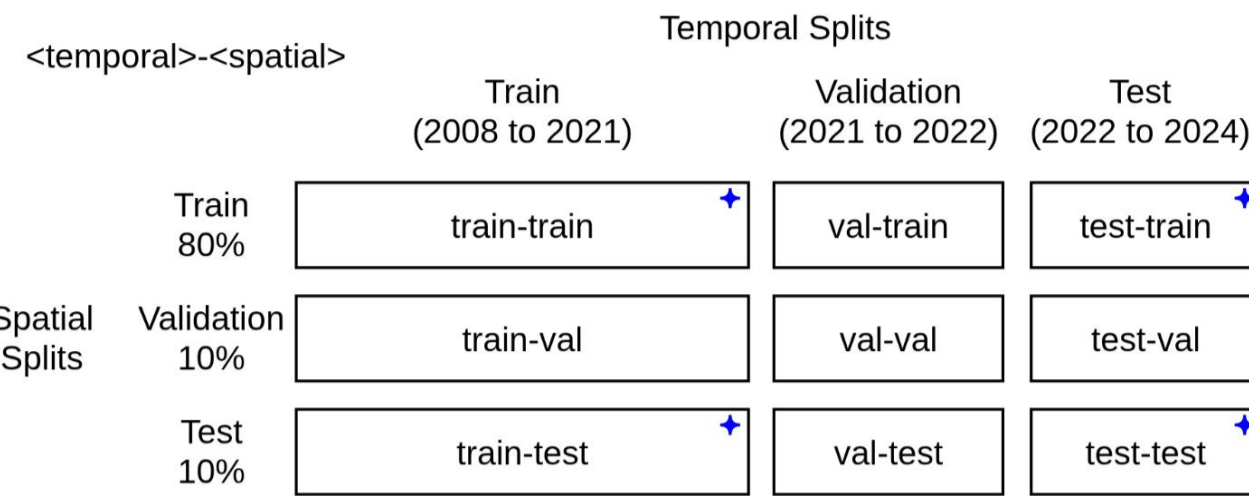 Temporal Splits
<temporal>-<spatial>
Train
(2008 to 2021)
Validation
(2021 to 2022)
Test
(2022 to 2024)
Train
80%
train-train
val-train
test-train
Spatial
Splits
Validation
10%
train-val
val-val
test-val
Test
10%
train-test
val-test
test-test